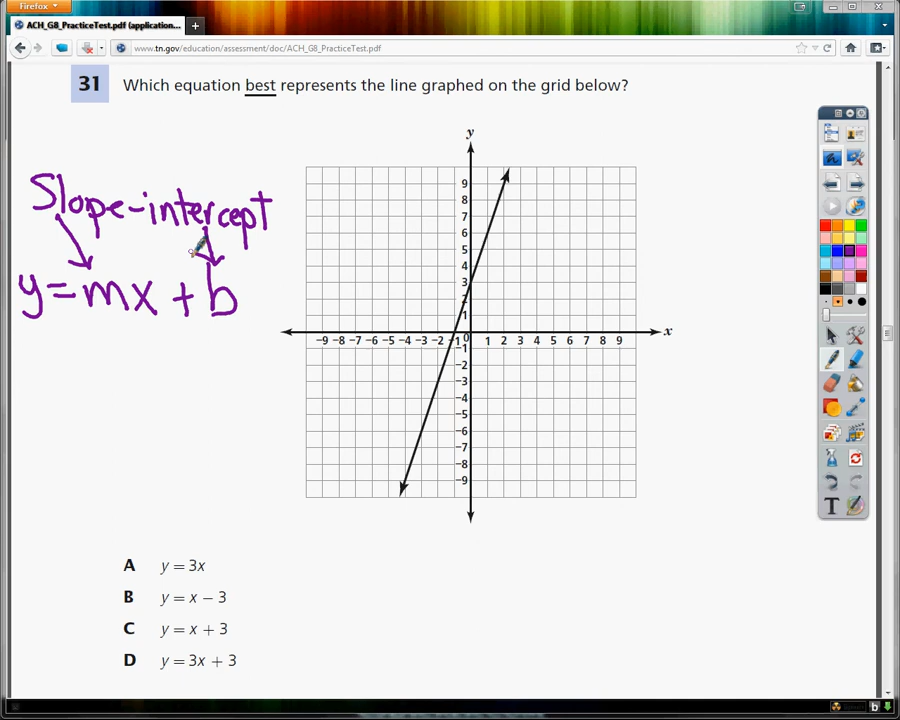 Firefox
ACH_G8_PracticeTest.pdf (application...
www.tn.gov/education/assessment/doc/ACH_G8_PracticeTest.pdf
31 Which equation best represents the line graphed on the grid below?
Slope-intercept
y=mx + b
y
9
8
7
6
5
4
3
2
1
-9 -8 -7 -6 -5 -4 -3 -2 -1 0 1 2 3 4 5 6 7 8 9 x
-1
-2
-3
-4
-5
-6
-7
-8
-9
A y = 3x
B y = x − 3
C y = x + 3
D y = 3x + 3